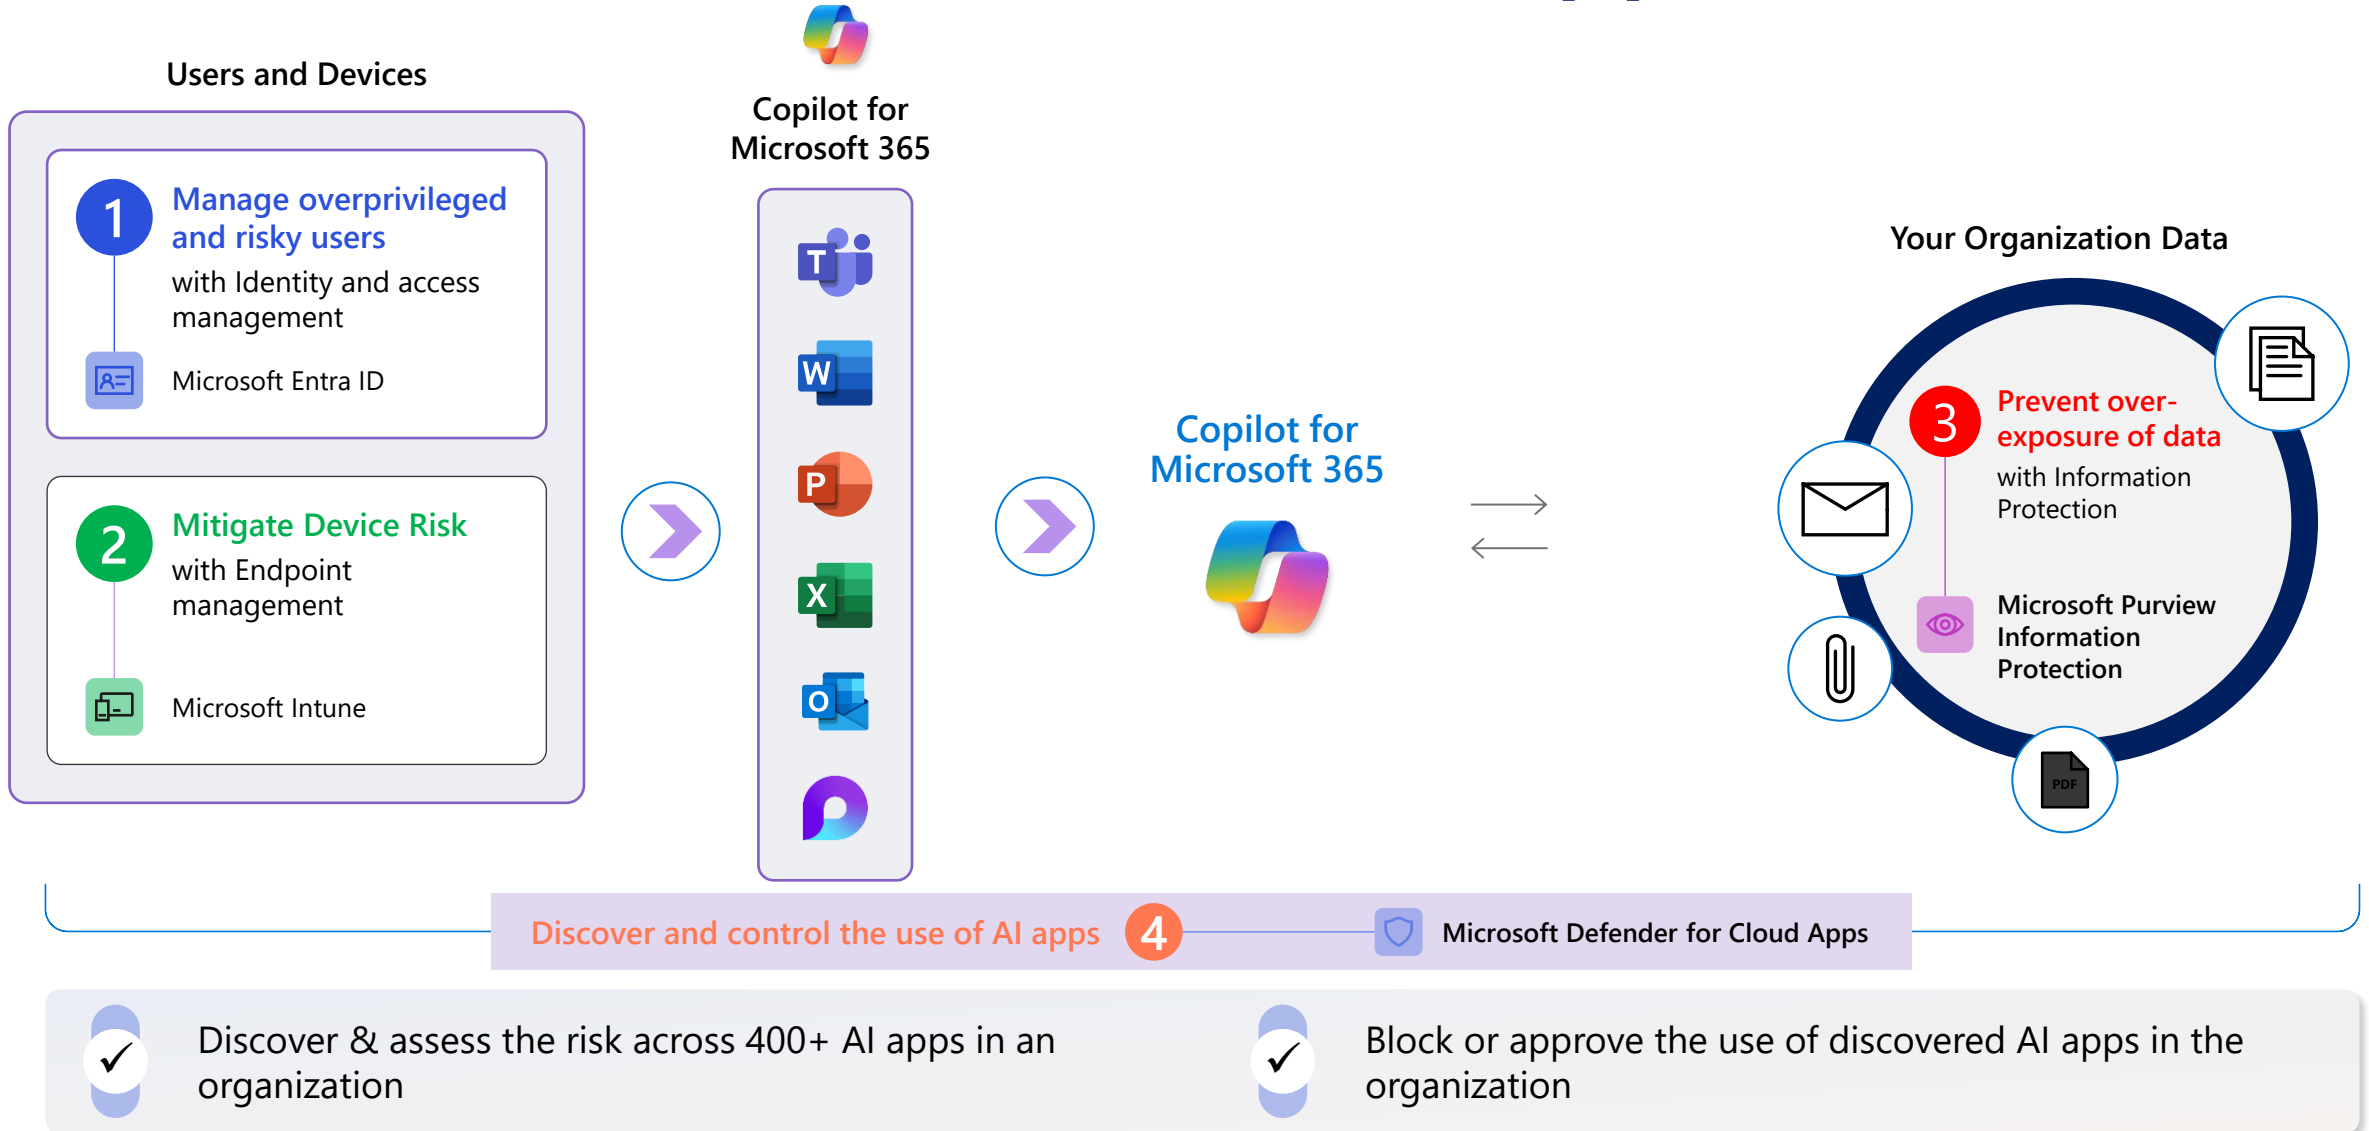 Users and Devices
1
Manage overprivileged
and risky users
with Identity and access
management
Microsoft Entra ID
2
Mitigate Device Risk
with Endpoint
management
Microsoft Intune
Copilot for
Microsoft 365
T
W
P
X
O
Copilot for
Microsoft 365
Your Organization Data
3
Prevent over-
exposure of data
with Information
Protection
Microsoft Purview
Information
Protection
PDF
Discover and control the use of AI apps
4
Microsoft Defender for Cloud Apps
Discover & assess the risk across 400+ AI apps in an
organization
Block or approve the use of discovered AI apps in the
organization